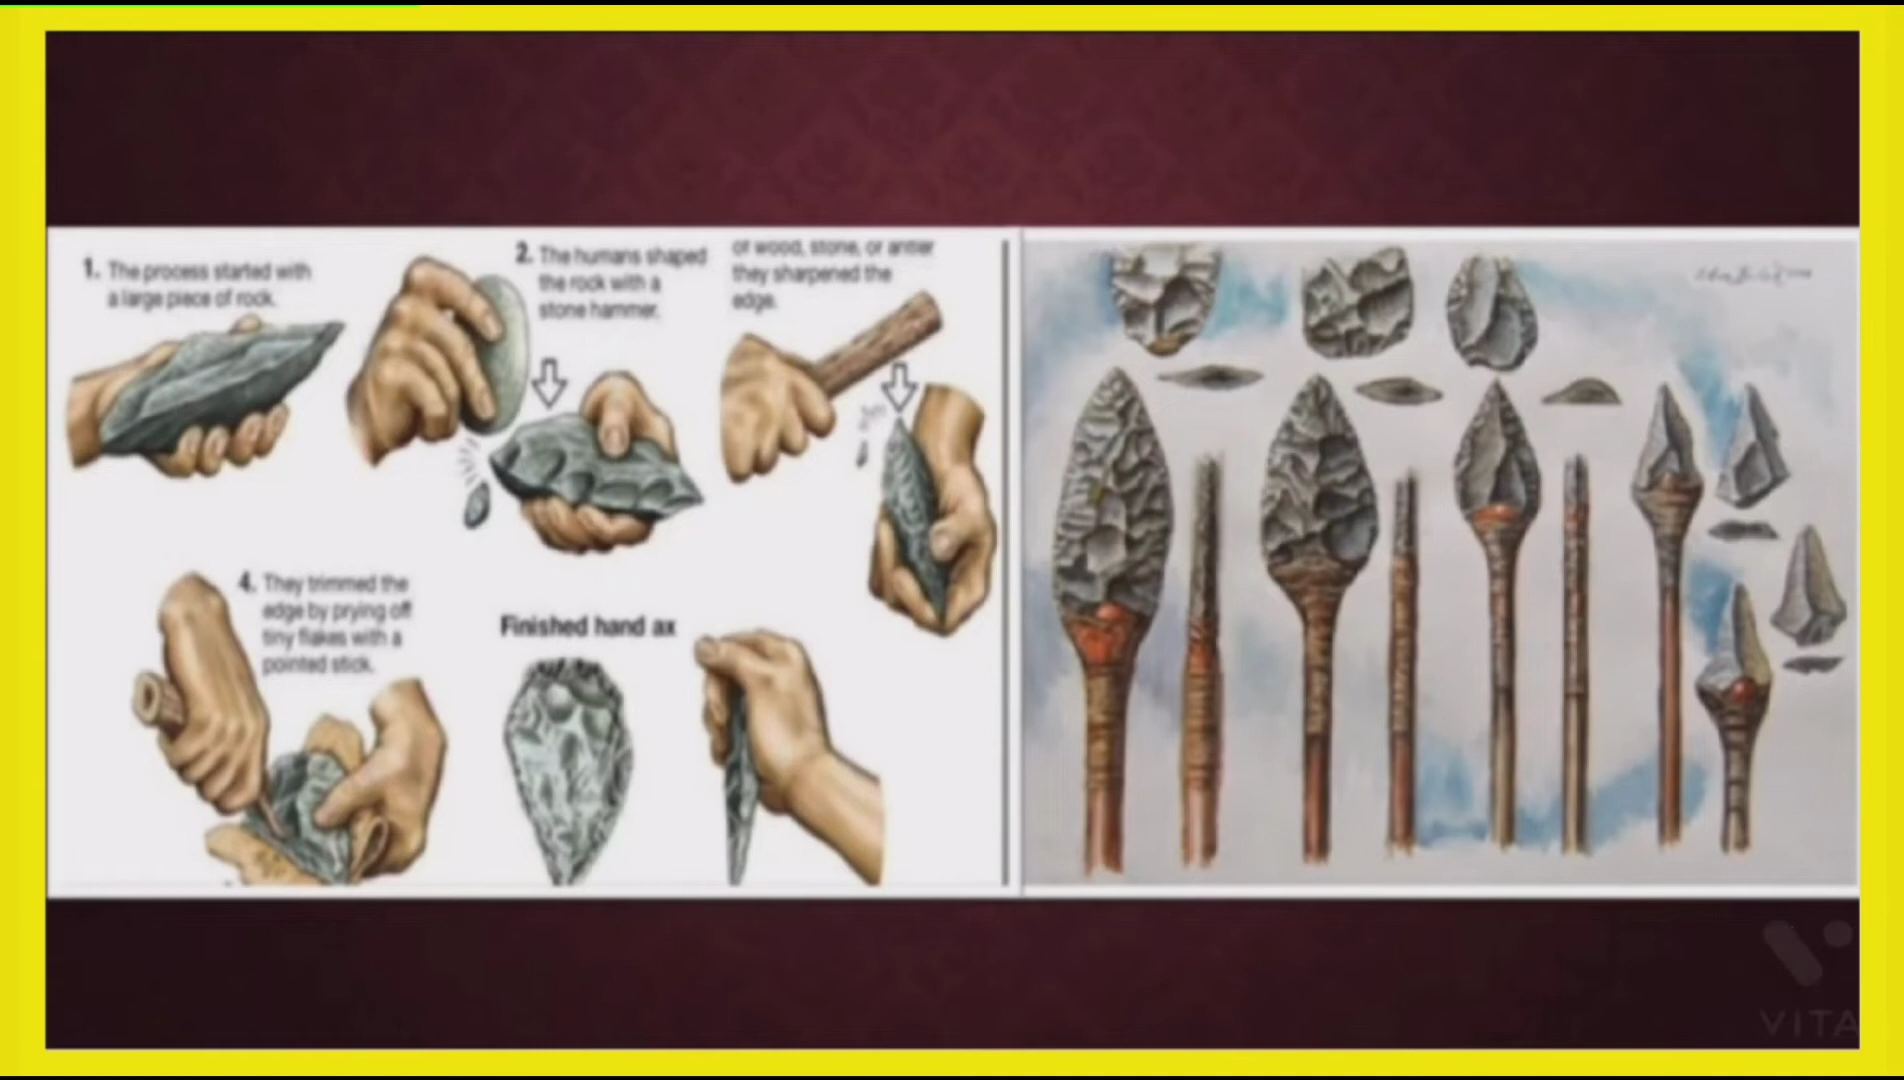 1. The process started with
a large piece of rock.
2. The humans shaped
the rock with a
stone hammer.
of wood, stone, or antler
they sharpened the
edge.
4. They trimmed the
edge by prying off
tiny flakes with a
pointed stick.
Finished hand ax
VITA